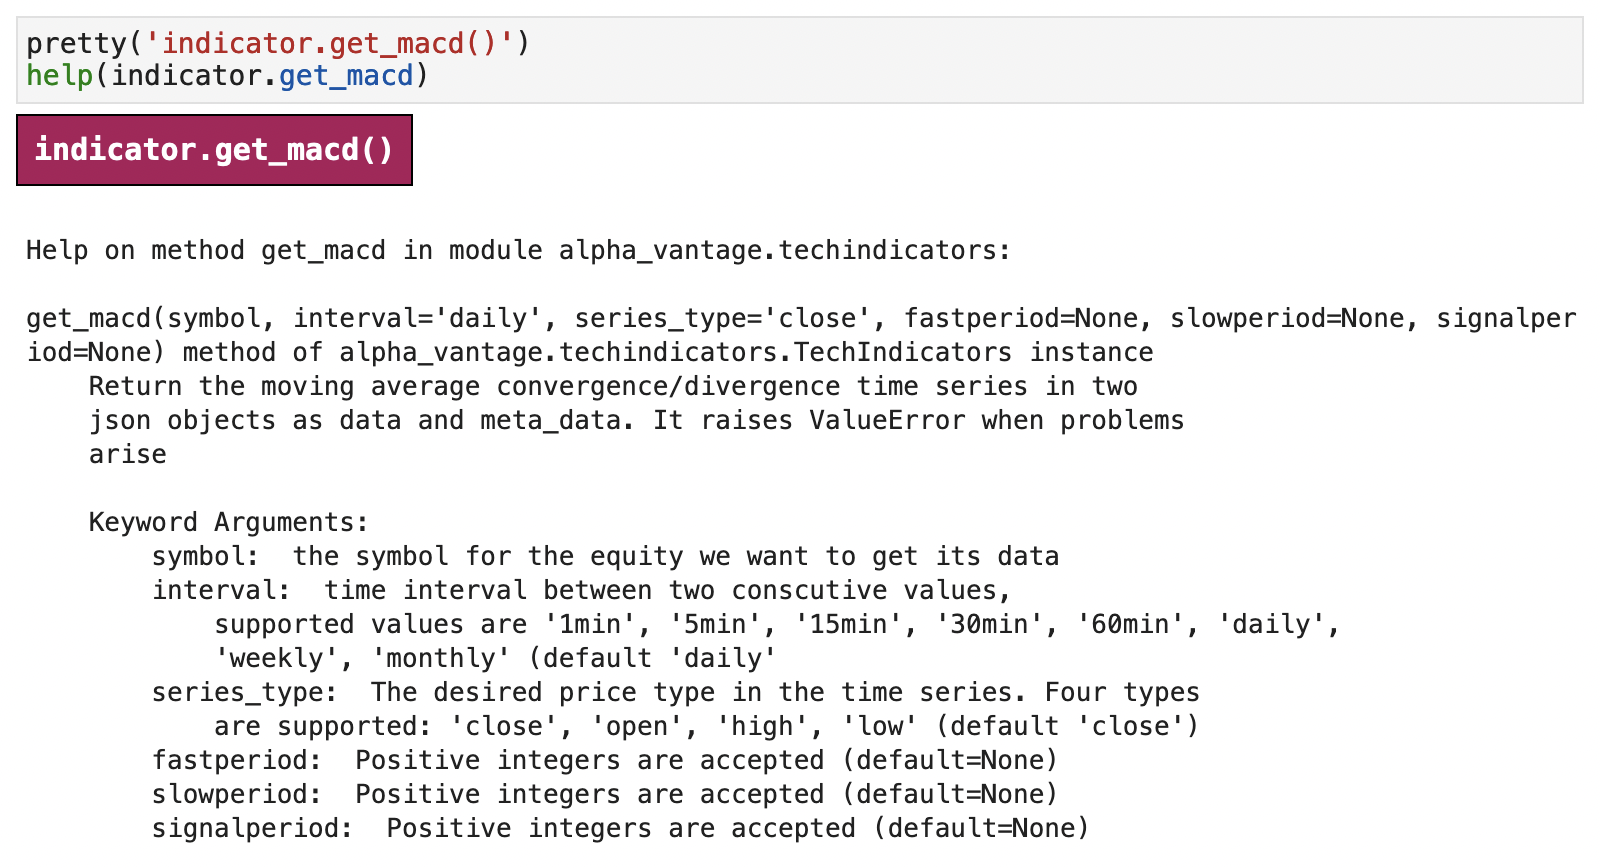 pretty('indicator.get_macd()')
help(indicator.get_macd)
indicator.get_macd()
Help on method get_macd in module alpha_vantage.techindicators:
get_macd(symbol, interval='daily', series_type='close', fastperiod=None, slowperiod=None, signalper
iod=None) method of alpha_vantage.techindicators.TechIndicators instance
Return the moving average convergence/divergence time series in two
json objects as data and meta_data. It raises ValueError when problems
arise
Keyword Arguments:
symbol:  the symbol for the equity we want to get its data
interval:  time interval between two conscutive values,
supported values are '1min', '5min', '15min', '30min', '60min', 'daily',
'weekly', 'monthly' (default 'daily'
series_type:  The desired price type in the time series. Four types
are supported: 'close', 'open', 'high', 'low' (default 'close')
fastperiod:  Positive integers are accepted (default=None)
slowperiod:  Positive integers are accepted (default=None)
signalperiod:  Positive integers are accepted (default=None)